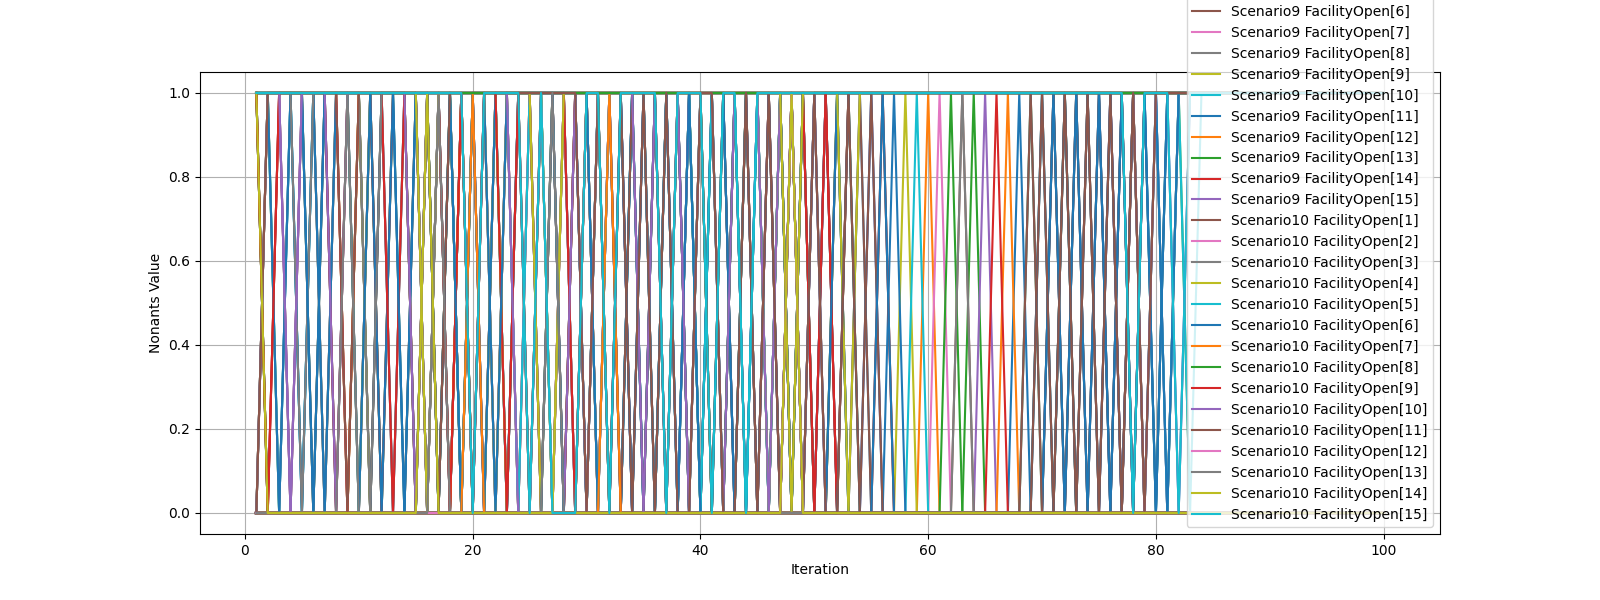 Scenario9 FacilityOpen[6]
Scenario9 FacilityOpen[7]
Scenario9 FacilityOpen[8]
Scenario9 FacilityOpen[9]
Scenario9 FacilityOpen[10]
Scenario9 FacilityOpen[11]
Scenario9 FacilityOpen[12]
Scenario9 FacilityOpen[13]
Scenario9 FacilityOpen[14]
Scenario9 FacilityOpen[15]
Scenario10 FacilityOpen[1]
Scenario10 FacilityOpen[2]
Scenario10 FacilityOpen[3]
Scenario10 FacilityOpen[4]
Scenario10 FacilityOpen[5]
Scenario10 FacilityOpen[6]
Scenario10 FacilityOpen[7]
Scenario10 FacilityOpen[8]
Scenario10 FacilityOpen[9]
Scenario10 FacilityOpen[10]
Scenario10 FacilityOpen[11]
Scenario10 FacilityOpen[12]
Scenario10 FacilityOpen[13]
Scenario10 FacilityOpen[14]
Scenario10 FacilityOpen[15]
Nonants Value
1.0
0.8
0.6
0.4
0.2
0.0
0 20 40 60 80 100
Iteration